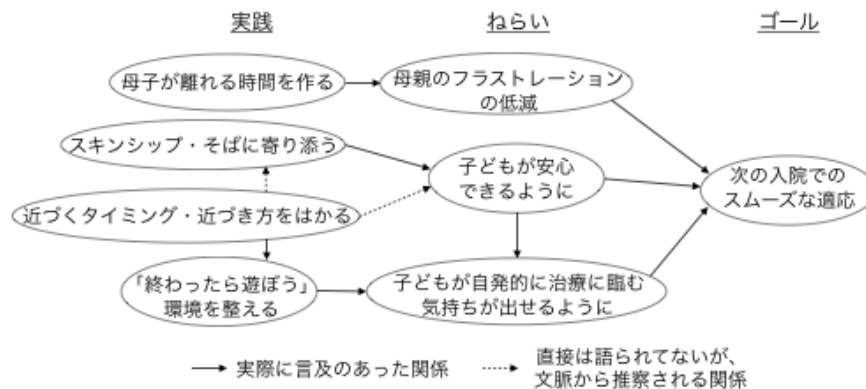 実践
ねらい
ゴール
母子が離れる時間を作る
母親のフラストレーション
の低減
スキンシップ・そばに寄り添う
子どもが安心
できるように
次の入院での
スムーズな適応
近づくタイミング・近づき方をはかる
「終わったら遊ぼう」
環境を整える
子どもが自発的に治療に臨む
気持ちが出せるように
実際に言及のあった関係
直接は語られてないが、
文脈から推察される関係